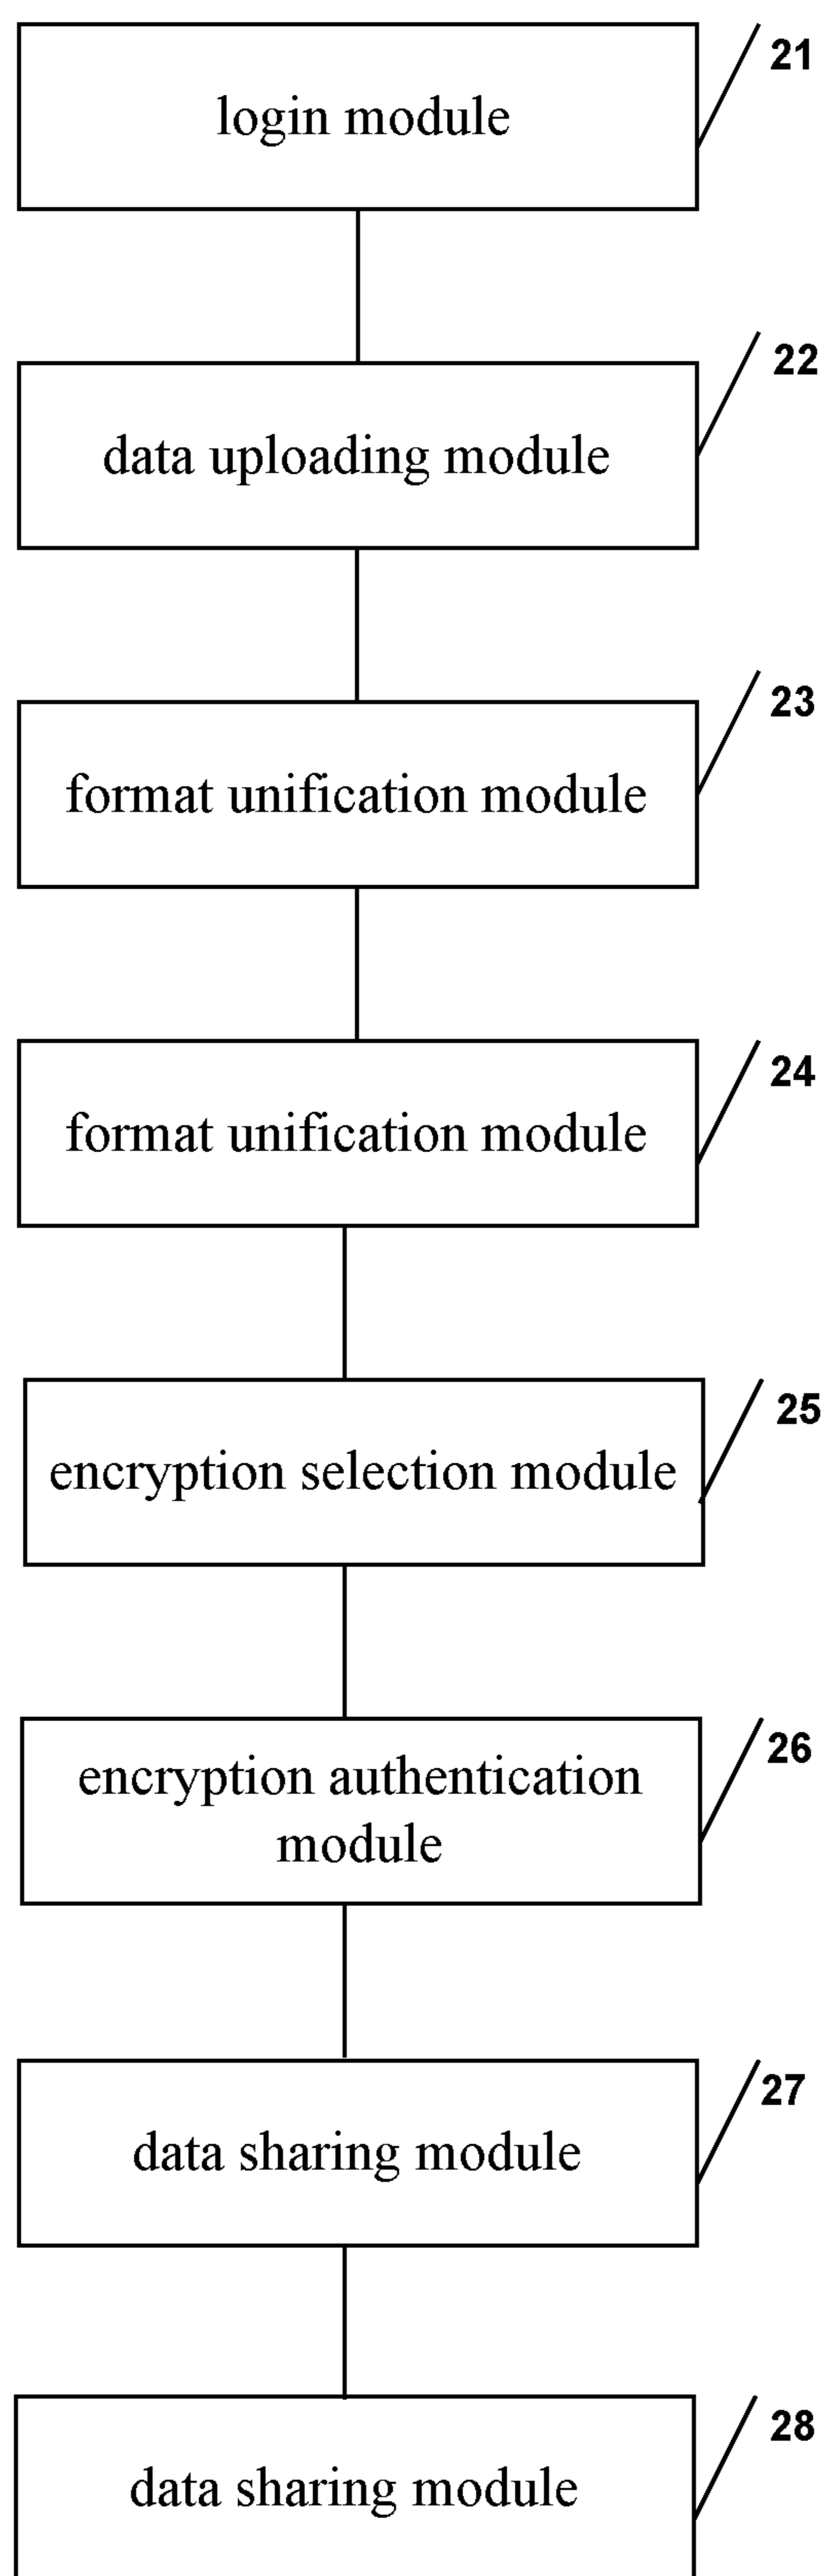 login module
21
data uploading module
22
format unification module
23
format unification module
24
encryption selection module
25
encryption authentication
module
26
data sharing module
27
data sharing module
28